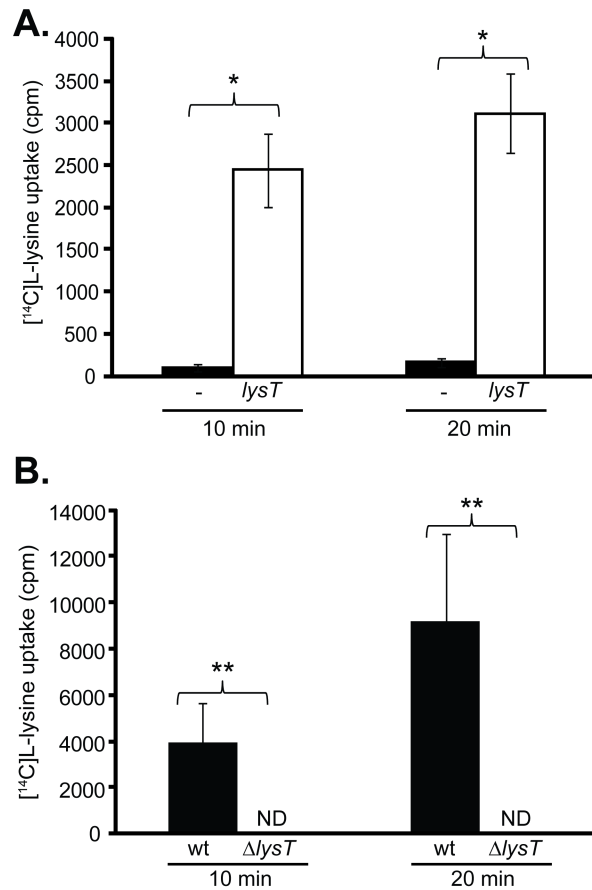 A.
[¹⁴C]L-lysine uptake (cpm)
4000
3500
3000
2500
2000
1500
1000
500
0
*
*
- lysT - lysT
10 min 20 min
B.
[¹⁴C]L-lysine uptake (cpm)
14000
12000
10000
8000
6000
4000
2000
0
**
**
ND ND
wt ΔlysT wt ΔlysT
10 min 20 min